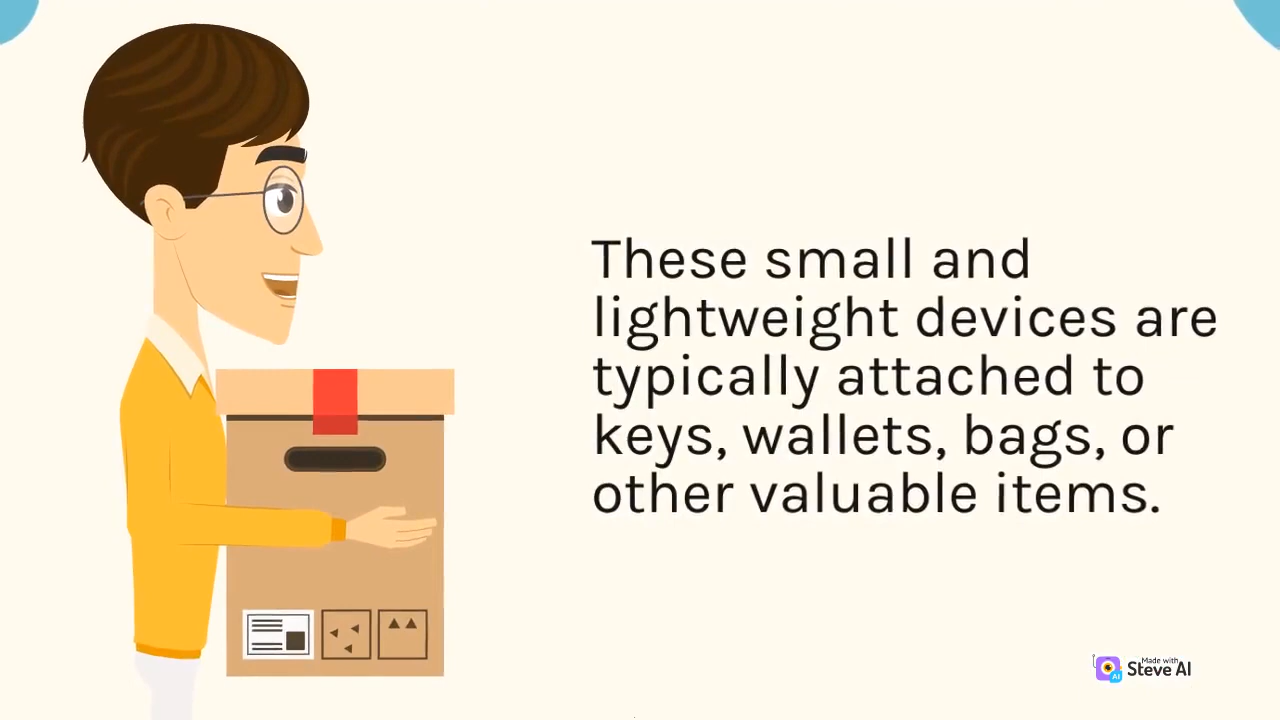 These small and
lightweight devices are
typically attached to
keys, wallets, bags, or
other valuable items.
Made with
AI
Steve AI